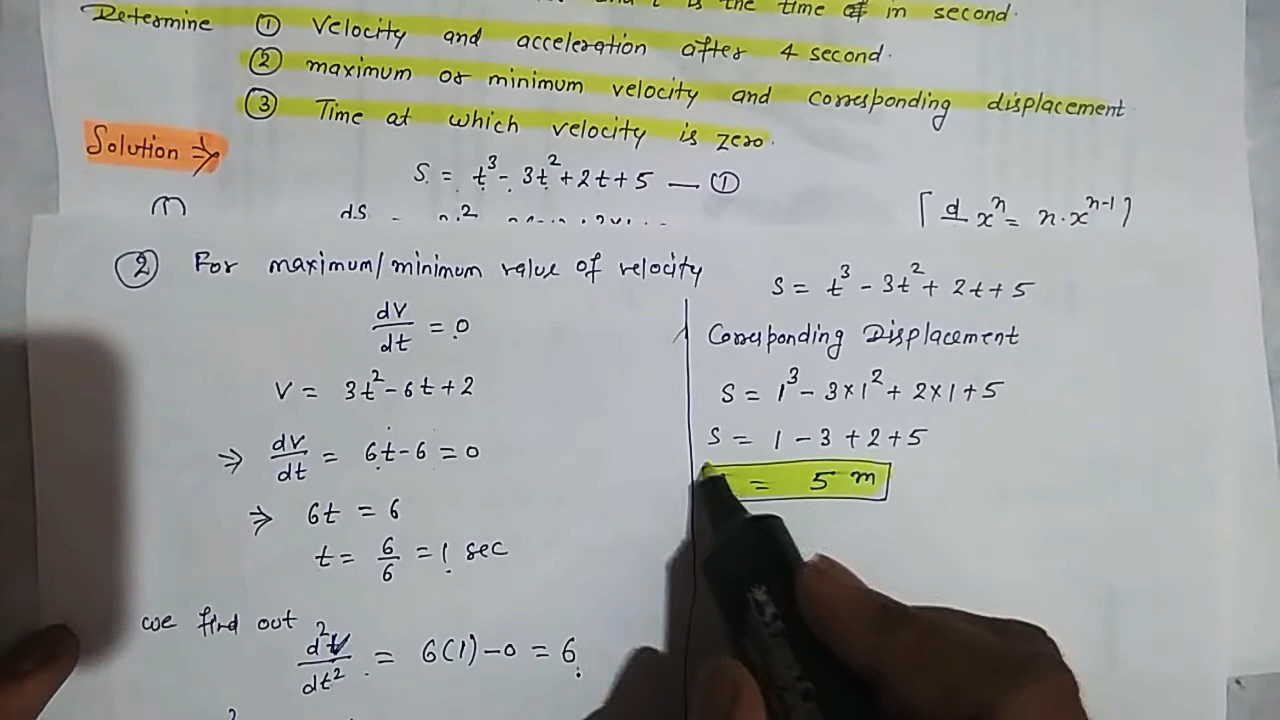 is the time of in second.
Determine ① Velocity and acceleration after 4 second.
② maximum or minimum velocity and corresponding displacement
③ Time at which velocity is zero.
Solution ⇒
S = t³ - 3t² + 2t + 5 — ①
[d x^n = n·x^(n-1)]
② For maximum/minimum value of velocity
dv/dt = 0
V = 3t² - 6t + 2
⇒ dv/dt = 6t - 6 = 0
⇒ 6t = 6
t = 6/6 = 1 sec
we find out
d²v/dt² = 6(1) - 0 = 6
S = t³ - 3t² + 2t + 5
Corresponding Displacement
S = 1³ - 3×1² + 2×1 + 5
S = 1 - 3 + 2 + 5
= 5 m